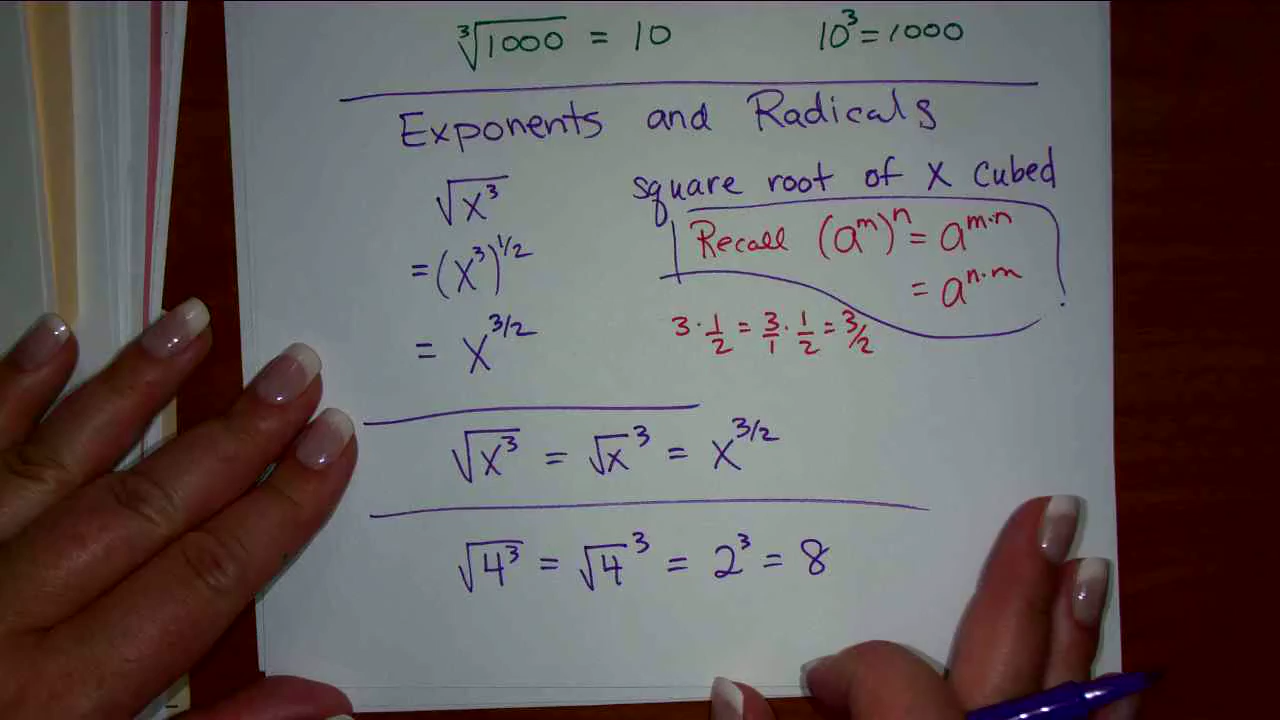 ∛1000 = 10 10³ = 1000
Exponents and Radicals
√x³ square root of x cubed
= (x³)^1/2 Recall (a^m)^n = a^m·n
= a^n·m
= x^3/2 3 · 1/2 = 3/1 · 1/2 = 3/2
√x³ = √x ³ = x^3/2
√4³ = √4 ³ = 2³ = 8